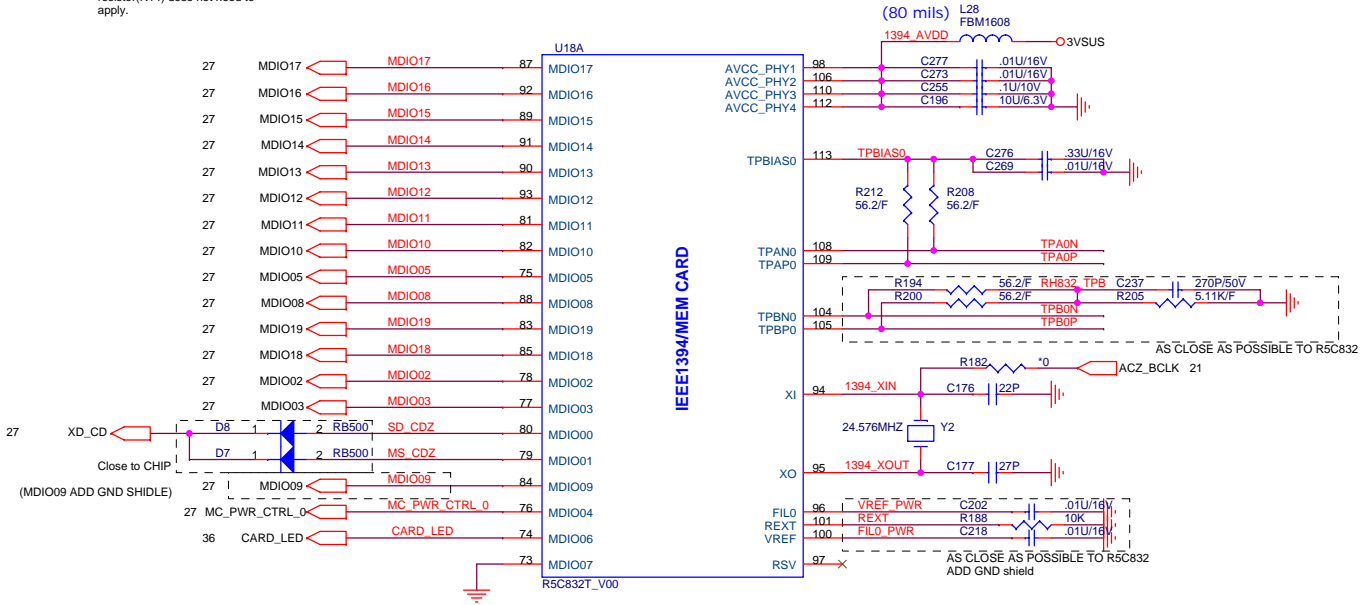 apply.
(80 mils)
L28
FBM1608
1394_AVDD
3VSUS
U18A
27 MDIO17 MDIO17 87 MDIO17
27 MDIO16 MDIO16 92 MDIO16
27 MDIO15 MDIO15 89 MDIO15
27 MDIO14 MDIO14 91 MDIO14
27 MDIO13 MDIO13 90 MDIO13
27 MDIO12 MDIO12 93 MDIO12
27 MDIO11 MDIO11 81 MDIO11
27 MDIO10 MDIO10 82 MDIO10
27 MDIO05 MDIO05 75 MDIO05
27 MDIO08 MDIO08 88 MDIO08
27 MDIO19 MDIO19 83 MDIO19
27 MDIO18 MDIO18 85 MDIO18
27 MDIO02 MDIO02 78 MDIO02
27 MDIO03 MDIO03 77 MDIO03
27 XD_CD D8 1 2 RB500 SD_CDZ 80 MDIO00
D7 1 2 RB500 MS_CDZ 79 MDIO01
Close to CHIP
(MDIO09 ADD GND SHIDLE)
27 MDIO09 MDIO09 84 MDIO09
27 MC_PWR_CTRL_0 MC_PWR_CTRL_0 76 MDIO04
36 CARD_LED CARD_LED 74 MDIO06
73 MDIO07
R5C832T_V00
IEEE1394/MEM CARD
AVCC_PHY1 98 C277 .01U/16V
AVCC_PHY2 106 C273 .01U/16V
AVCC_PHY3 110 C255 .1U/10V
AVCC_PHY4 112 C196 10U/6.3V
TPBIAS0 113 TPBIAS0 C276 .33U/16V
C269 .01U/16V
R212
56.2/F
R208
56.2/F
TPAN0 108 TPA0N
TPAP0 109 TPA0P
R194 56.2/F RH832_TPB C237 270P/50V
R200 56.2/F R205 5.11K/F
TPBN0 104 TPB0N
TPBP0 105 TPB0P
AS CLOSE AS POSSIBLE TO R5C832
R182 *0 ACZ_BCLK 21
XI 94 1394_XIN C176 22P
24.576MHZ Y2
XO 95 1394_XOUT C177 27P
FIL0 96 VREF_PWR C202 .01U/16V
REXT 101 REXT R188 10K
VREF 100 FIL0_PWR C218 .01U/16V
RSV 97
AS CLOSE AS POSSIBLE TO R5C832
ADD GND shield